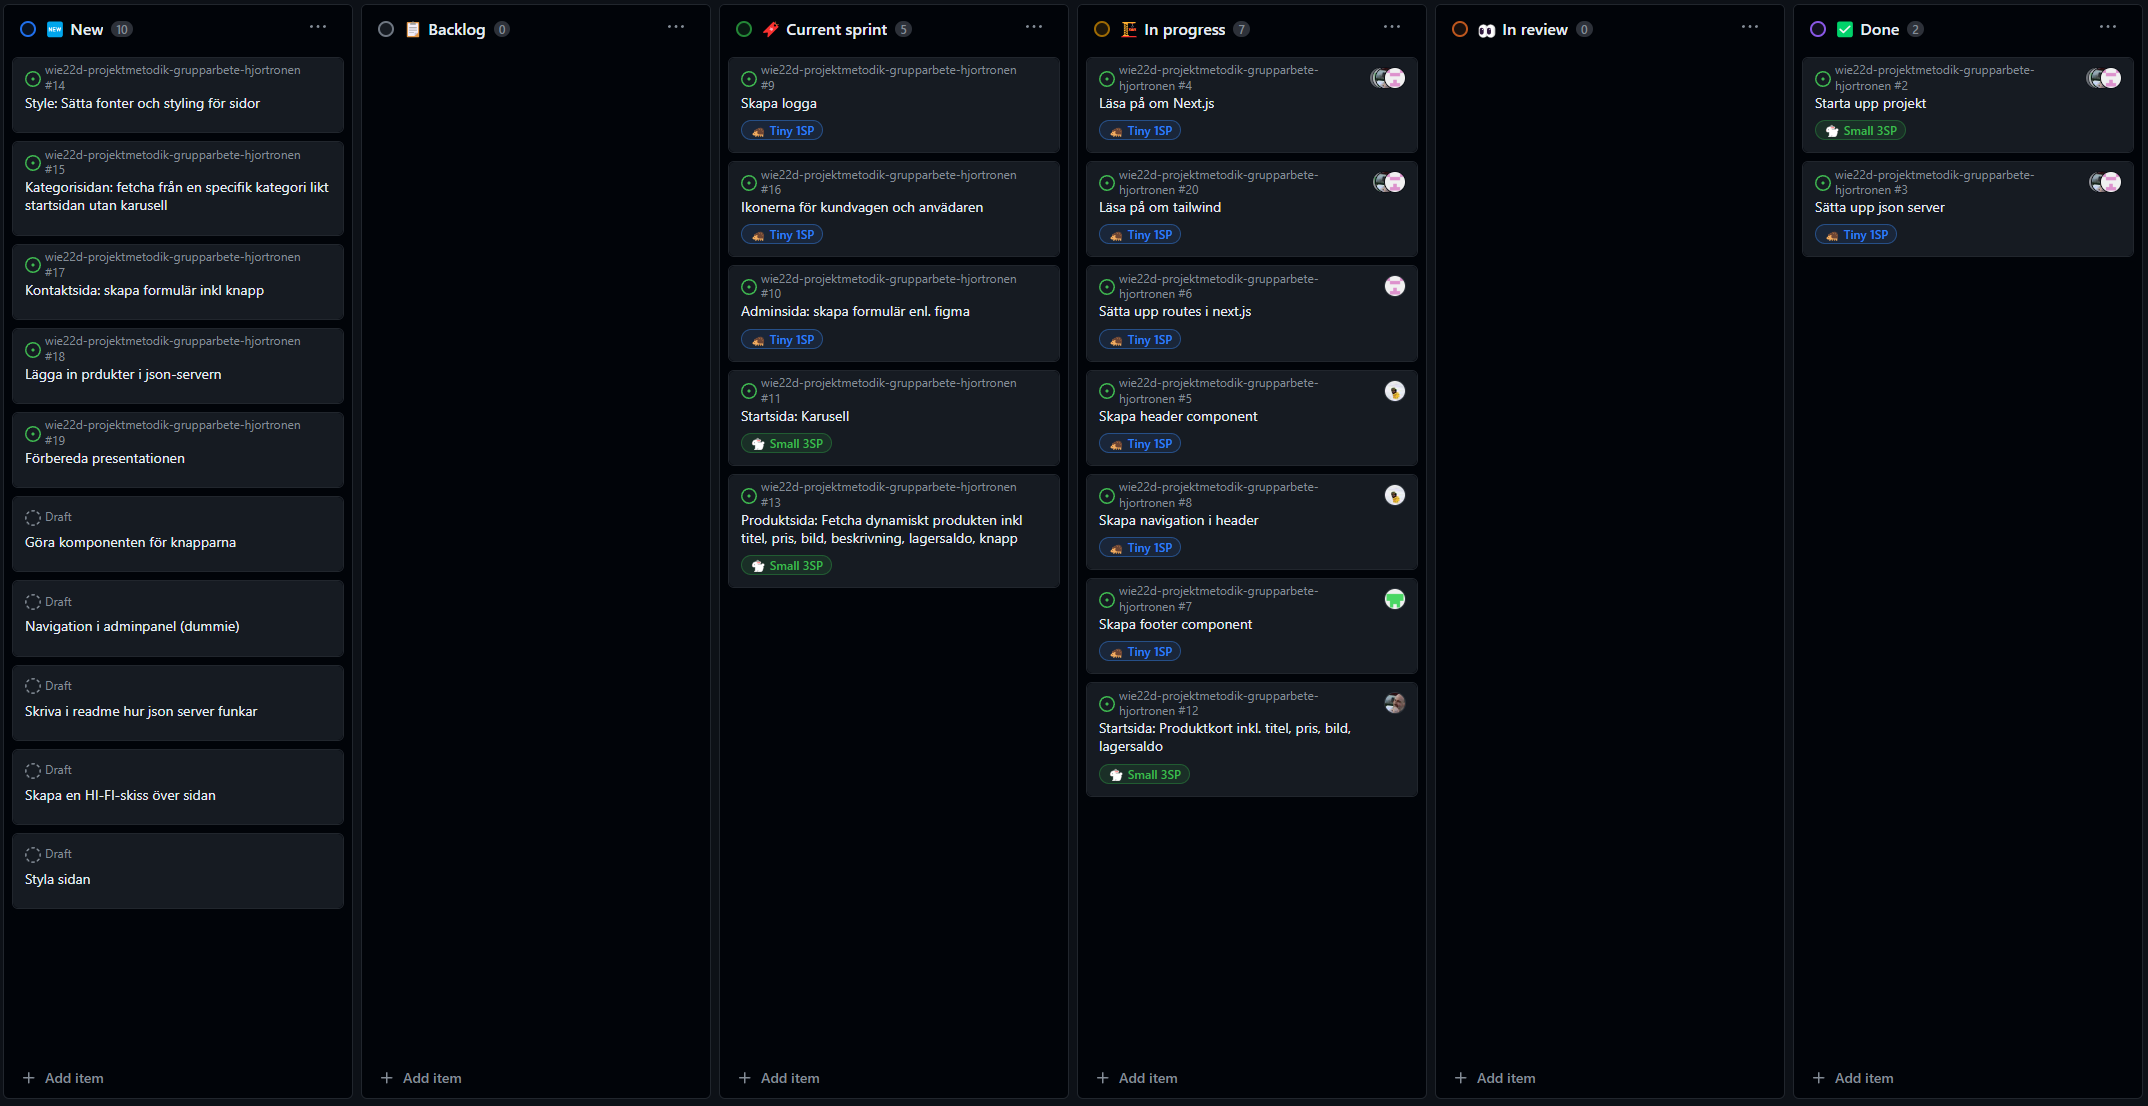 New 10
wie22d-projektmetodik-grupparbete-hjortronen
#14
Style: Sätta fonter och styling för sidor
wie22d-projektmetodik-grupparbete-hjortronen
#15
Kategorisidan: fetcha från en specifik kategori likt
startsidan utan karusell
wie22d-projektmetodik-grupparbete-hjortronen
#17
Kontaktsida: skapa formulär inkl knapp
wie22d-projektmetodik-grupparbete-hjortronen
#18
Lägga in prdukter i json-servern
wie22d-projektmetodik-grupparbete-hjortronen
#19
Förbereda presentationen
Draft
Göra komponenten för knapparna
Draft
Navigation i adminpanel (dummie)
Draft
Skriva i readme hur json server funkar
Draft
Skapa en HI-FI-skiss över sidan
Draft
Styla sidan
Add item
Backlog 0
Add item
Current sprint 5
wie22d-projektmetodik-grupparbete-hjortronen
#9
Skapa logga
Tiny 1SP
wie22d-projektmetodik-grupparbete-hjortronen
#16
Ikonerna för kundvagen och anvädaren
Tiny 1SP
wie22d-projektmetodik-grupparbete-hjortronen
#10
Adminsida: skapa formulär enl. figma
Tiny 1SP
wie22d-projektmetodik-grupparbete-hjortronen
#11
Startsida: Karusell
Small 3SP
wie22d-projektmetodik-grupparbete-hjortronen
#13
Produktsida: Fetcha dynamiskt produkten inkl
titel, pris, bild, beskrivning, lagersaldo, knapp
Small 3SP
Add item
In progress 7
wie22d-projektmetodik-grupparbete-
hjortronen #4
Läsa på om Next.js
Tiny 1SP
wie22d-projektmetodik-grupparbete-
hjortronen #20
Läsa på om tailwind
Tiny 1SP
wie22d-projektmetodik-grupparbete-
hjortronen #6
Sätta upp routes i next.js
Tiny 1SP
wie22d-projektmetodik-grupparbete-
hjortronen #5
Skapa header component
Tiny 1SP
wie22d-projektmetodik-grupparbete-
hjortronen #8
Skapa navigation i header
Tiny 1SP
wie22d-projektmetodik-grupparbete-
hjortronen #7
Skapa footer component
Tiny 1SP
wie22d-projektmetodik-grupparbete-
hjortronen #12
Startsida: Produktkort inkl. titel, pris, bild,
lagersaldo
Small 3SP
Add item
In review 0
Add item
Done 2
wie22d-projektmetodik-grupparbete-
hjortronen #2
Starta upp projekt
Small 3SP
wie22d-projektmetodik-grupparbete-
hjortronen #3
Sätta upp json server
Tiny 1SP
Add item